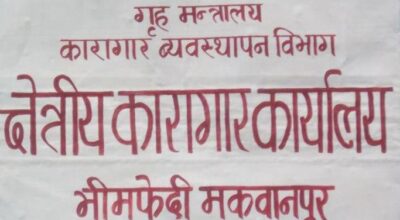 गृह मन्त्रालय
कारागार व्यवस्थापन विभाग
क्षेत्रीय कारागार कार्यालय
भीमफेदी मकवानपुर